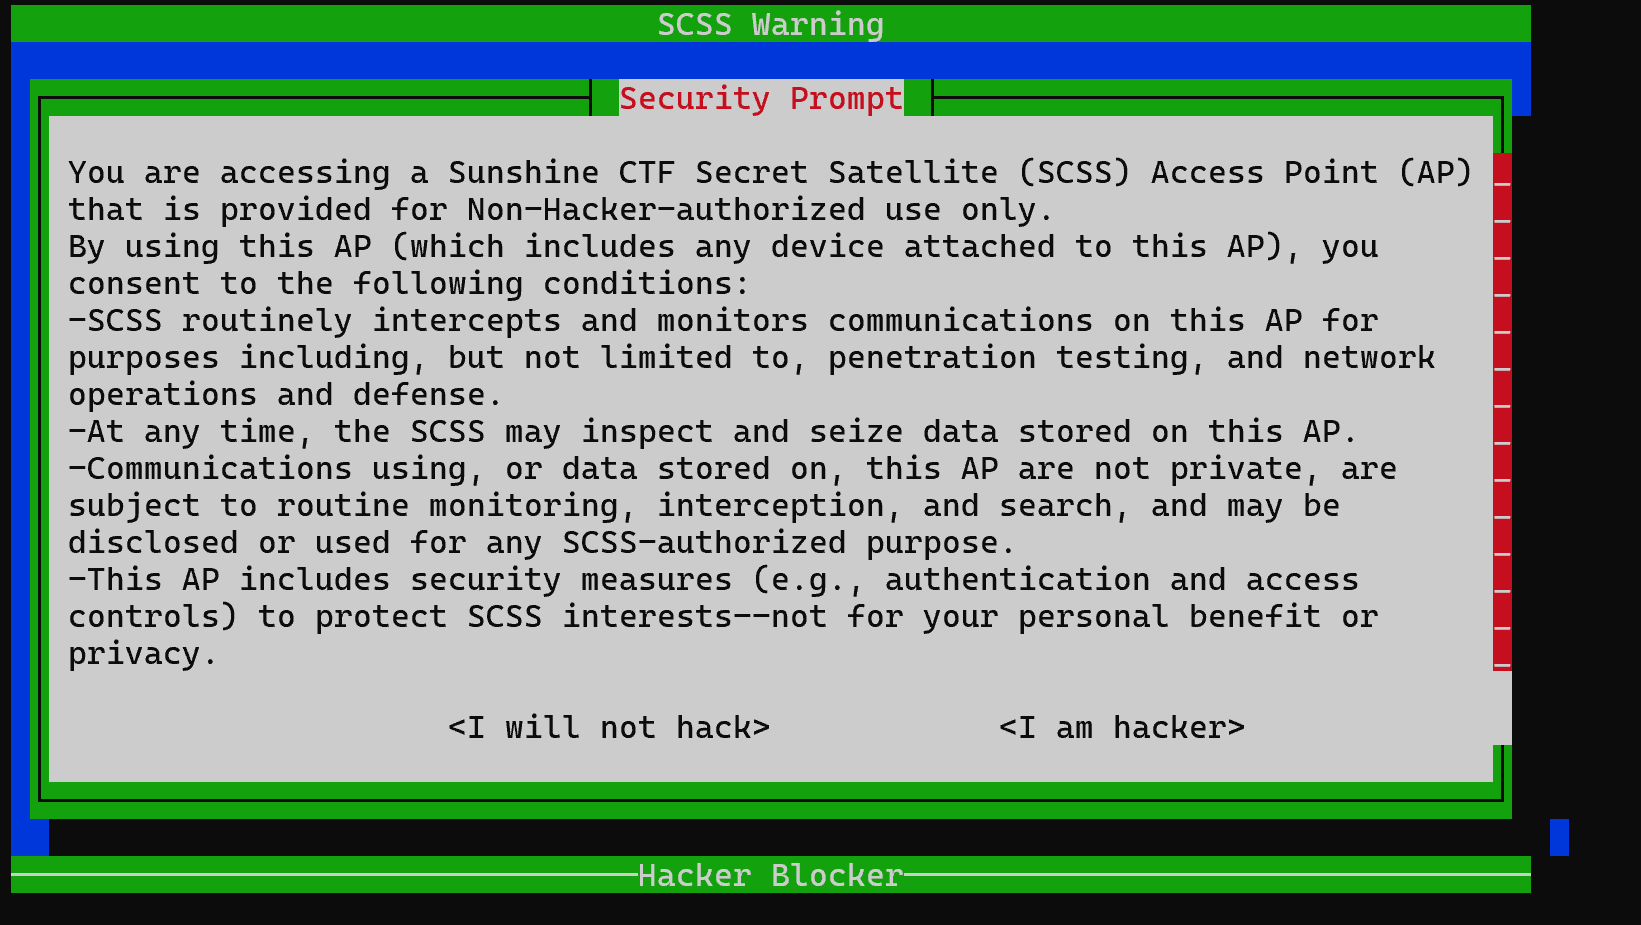 SCSS Warning
Security Prompt
You are accessing a Sunshine CTF Secret Satellite (SCSS) Access Point (AP)
that is provided for Non-Hacker-authorized use only.
By using this AP (which includes any device attached to this AP), you
consent to the following conditions:
-SCSS routinely intercepts and monitors communications on this AP for
purposes including, but not limited to, penetration testing, and network
operations and defense.
-At any time, the SCSS may inspect and seize data stored on this AP.
-Communications using, or data stored on, this AP are not private, are
subject to routine monitoring, interception, and search, and may be
disclosed or used for any SCSS-authorized purpose.
-This AP includes security measures (e.g., authentication and access
controls) to protect SCSS interests--not for your personal benefit or
privacy.
<I will not hack> <I am hacker>
Hacker Blocker